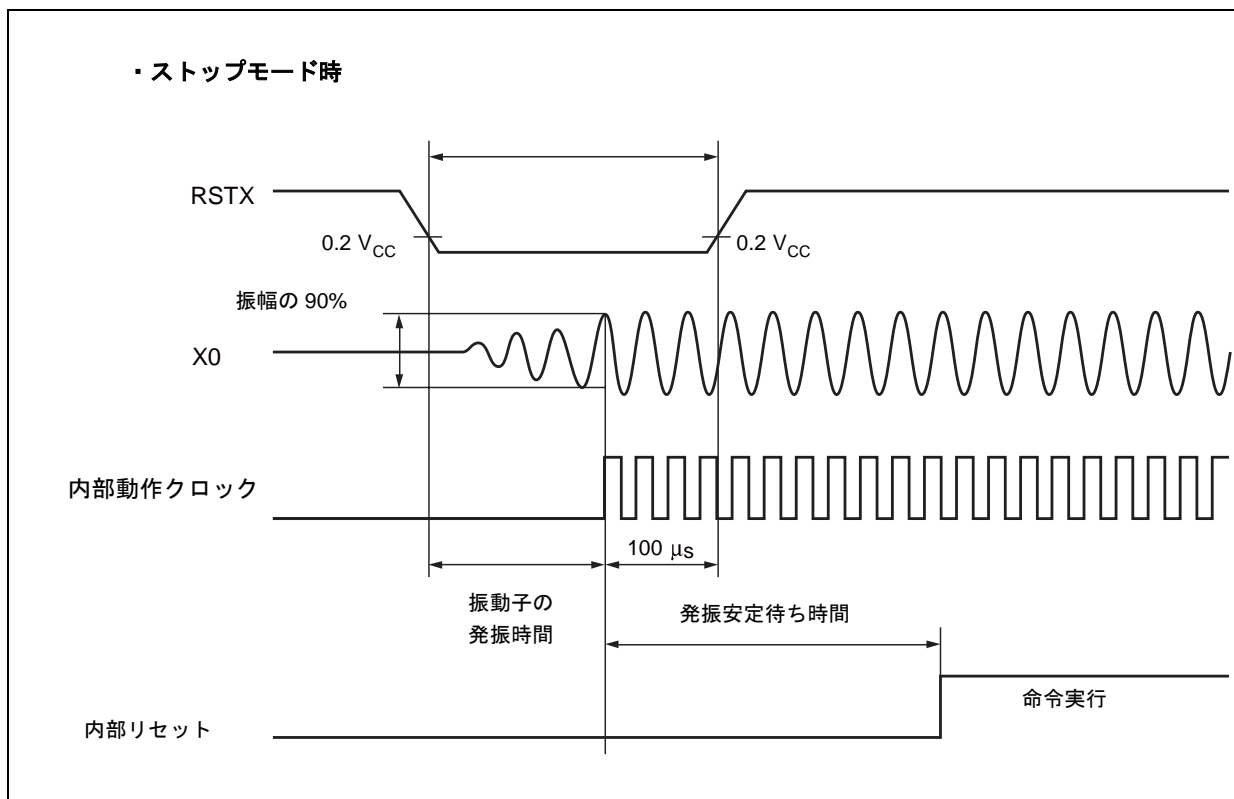 ・ストップモード時
RSTX
0.2 VCC
0.2 VCC
振幅の 90%
X0
内部動作クロック
100 μs
振動子の
発振時間
発振安定待ち時間
命令実行
内部リセット